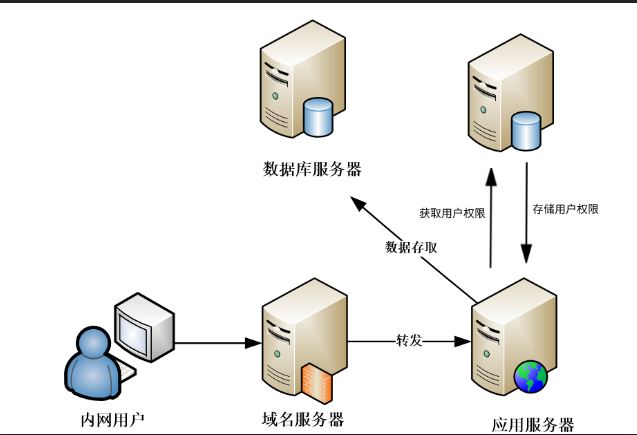 数据库服务器
获取用户权限
存储用户权限
数据存取
转发
内网用户
域名服务器
应用服务器